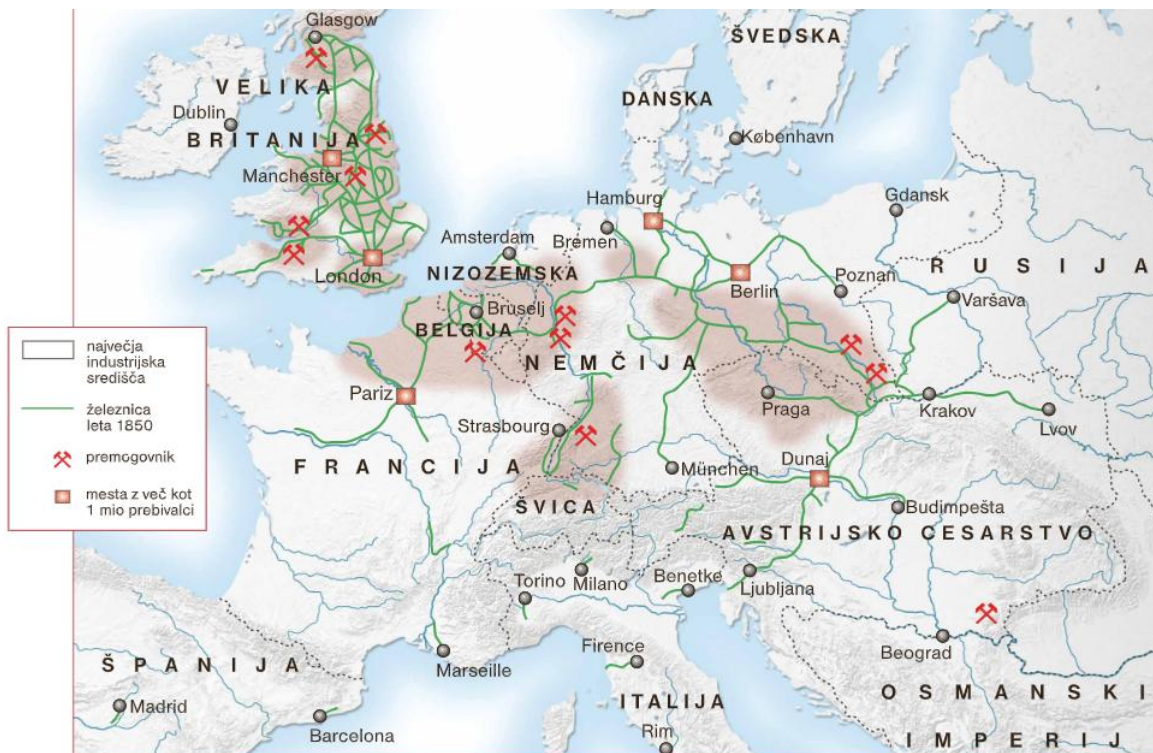 Glasgow
ŠVEDSKA
VELIKA
DANSKA
Dublin
BRITANIJA
København
Manchester
Hamburg
Gdansk
Amsterdam
Bremen
London
NIZOZEMSKA
Berlin
Poznan
RUSIJA
Varšava
Bruselj
BELGIJA
največja
industrijska
središča
NEMČIJA
železnica
leta 1850
Pariz
Praga
Krakov
Lvov
Strasbourg
premogovnik
FRANCIJA
München
Dunaj
mesta z več kot
1 mio prebivalci
ŠVICA
Budimpešta
AVSTRIJSKO CESARSTVO
Torino
Milano
Benetke
Ljubljana
Firence
Beograd
Marseille
ŠPANIJA
OSMANSKI
Madrid
ITALIJA
Barcelona
Rim
IMPERIJ